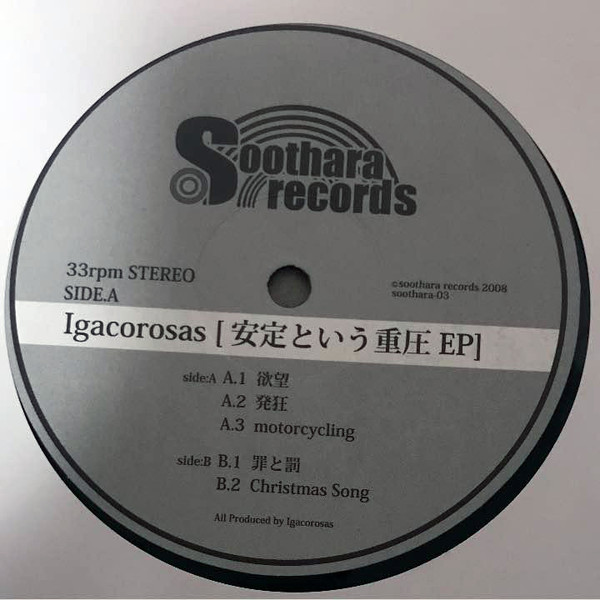 Soothara
records
33rpm STEREO
SIDE.A
©soothara records 2008
soothara-03
Igacorosas [ 安定という重圧 EP]
side:A A.1 欲望
A.2 発狂
A.3 motorcycling
side:B B.1 罪と罰
B.2 Christmas Song
All Produced by Igacorosas